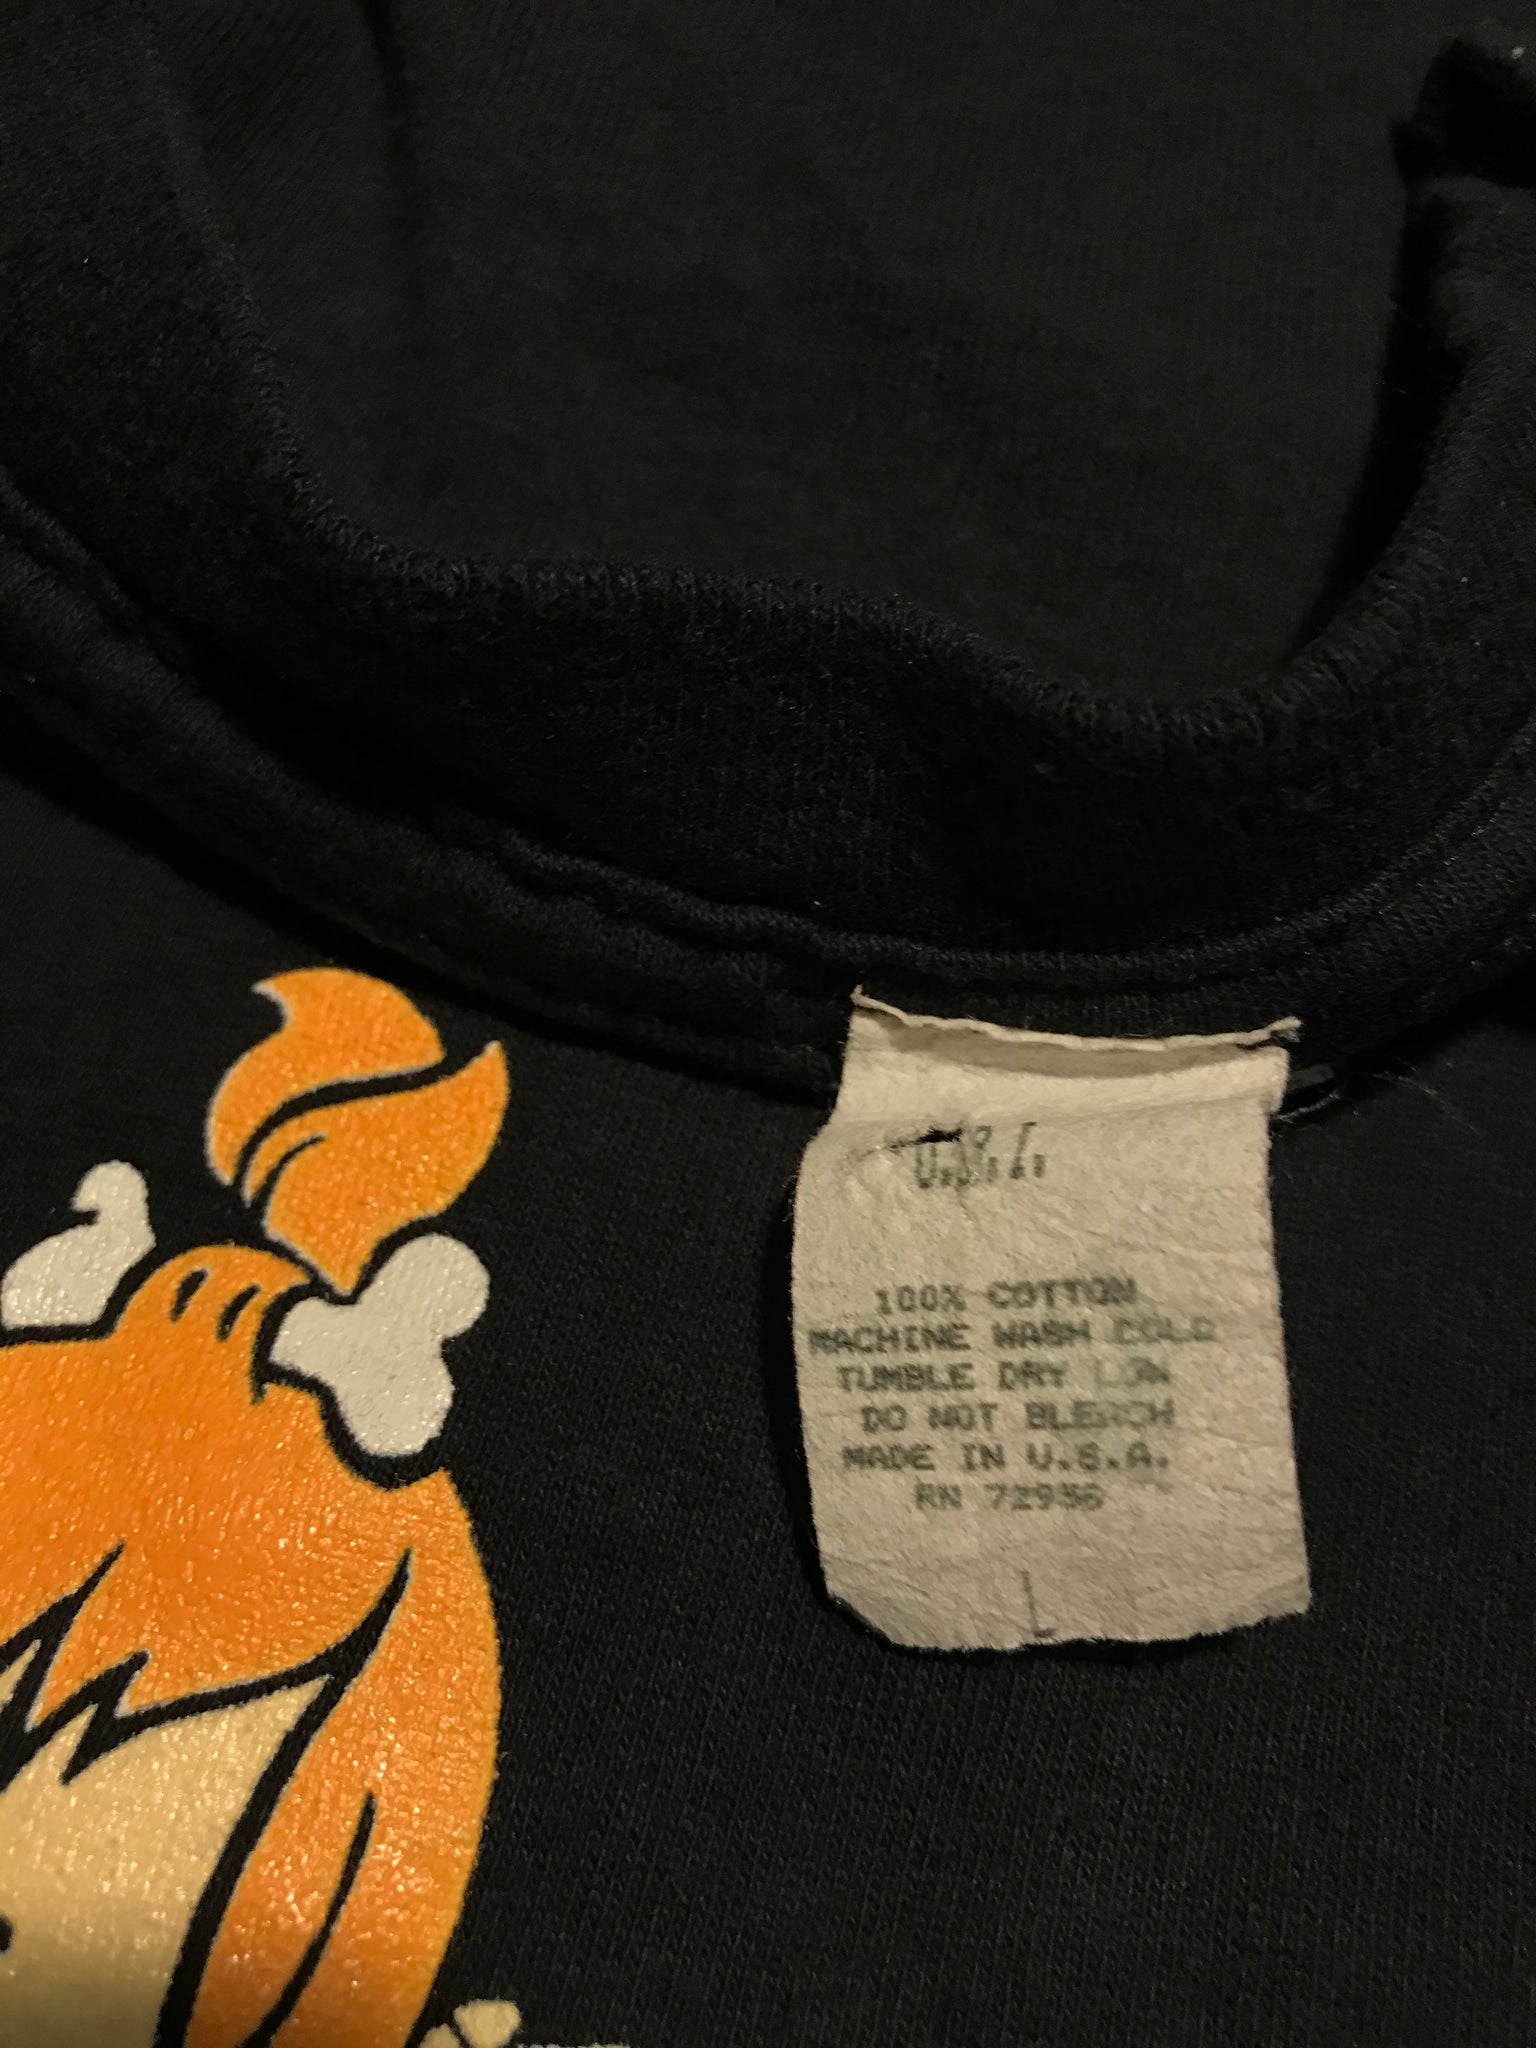 100% COTTON
MACHINE WASH COLD
TUMBLE DRY LOW
DO NOT BLEACH
MADE IN U.S.A.
RN 72956
L